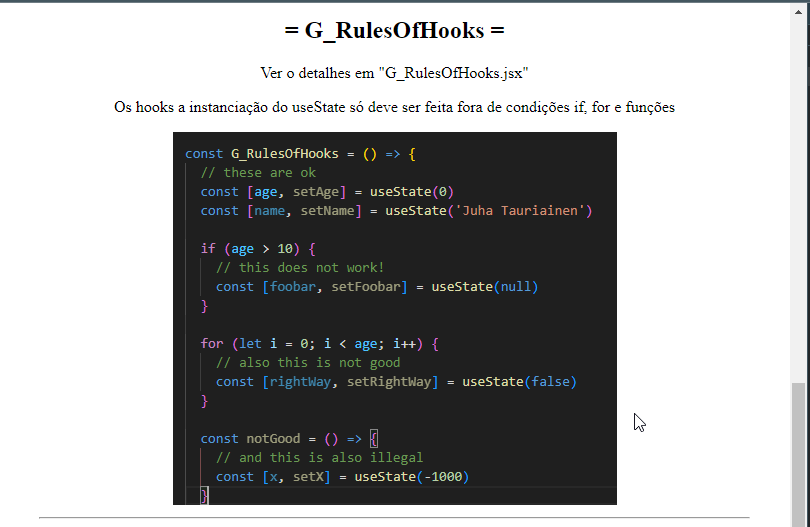 = G_RulesOfHooks =
Ver o detalhes em "G_RulesOfHooks.jsx"
Os hooks a instanciação do useState só deve ser feita fora de condições if, for e funções
const G_RulesOfHooks = () => {
// these are ok
const [age, setAge] = useState(0)
const [name, setName] = useState('Juha Tauriainen')
if (age > 10) {
// this does not work!
const [foobar, setFoobar] = useState(null)
}
for (let i = 0; i < age; i++) {
// also this is not good
const [rightWay, setRightWay] = useState(false)
}
const notGood = () => {
// and this is also illegal
const [x, setX] = useState(-1000)
}